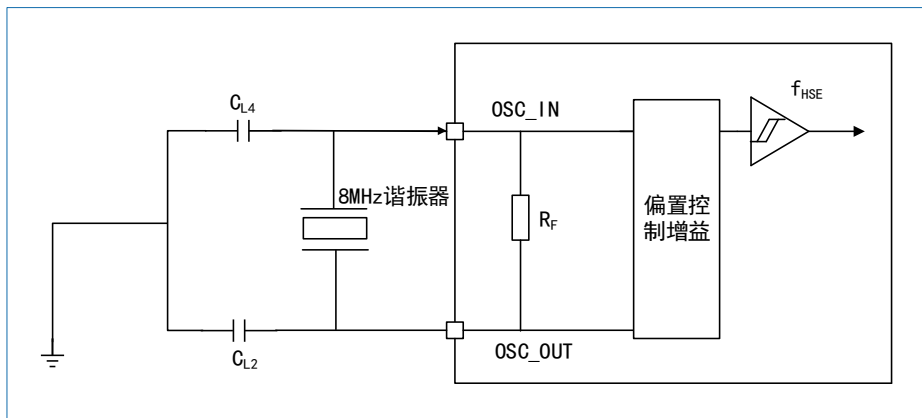 f_HSE
C_L4
OSC_IN
8MHz谐振器
R_F
偏置控
制增益
OSC_OUT
C_L2